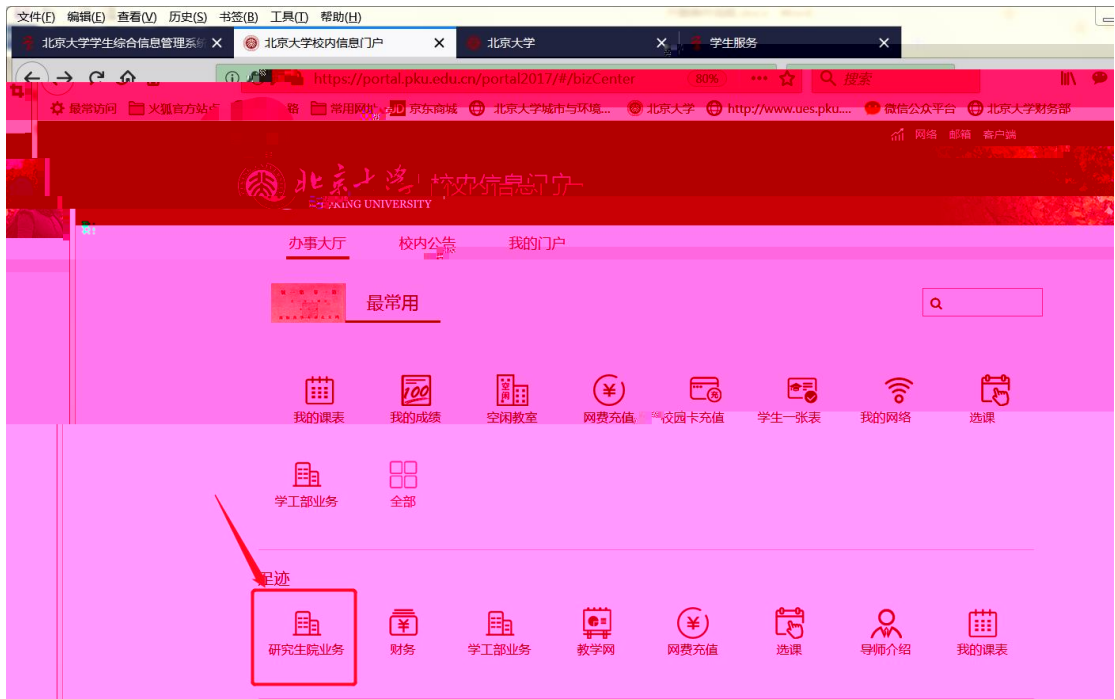 文件(F) 编辑(E) 查看(V) 历史(S) 书签(B) 工具(T) 帮助(H)
北京大学学生综合信息管理系统 北京大学校内信息门户 北京大学 学生服务
https://portal.pku.edu.cn/portal2017/#/bizCenter 80% 搜索
最常访问 火狐官方站点 常用网址 JD 京东商城 北京大学城市与环境... 北京大学 http://www.ues.pku.... 微信公众平台 北京大学财务部
网络 邮箱 客户端
北京大学 校内信息门户
PEKING UNIVERSITY
办事大厅 校内公告 我的门户
最常用
我的课表 我的成绩 空闲教室 网费充值 校园卡充值 学生一张表 我的网络 选课
学工部业务 全部
足迹
研究生院业务 财务 学工部业务 教学网 网费充值 选课 导师介绍 我的课表